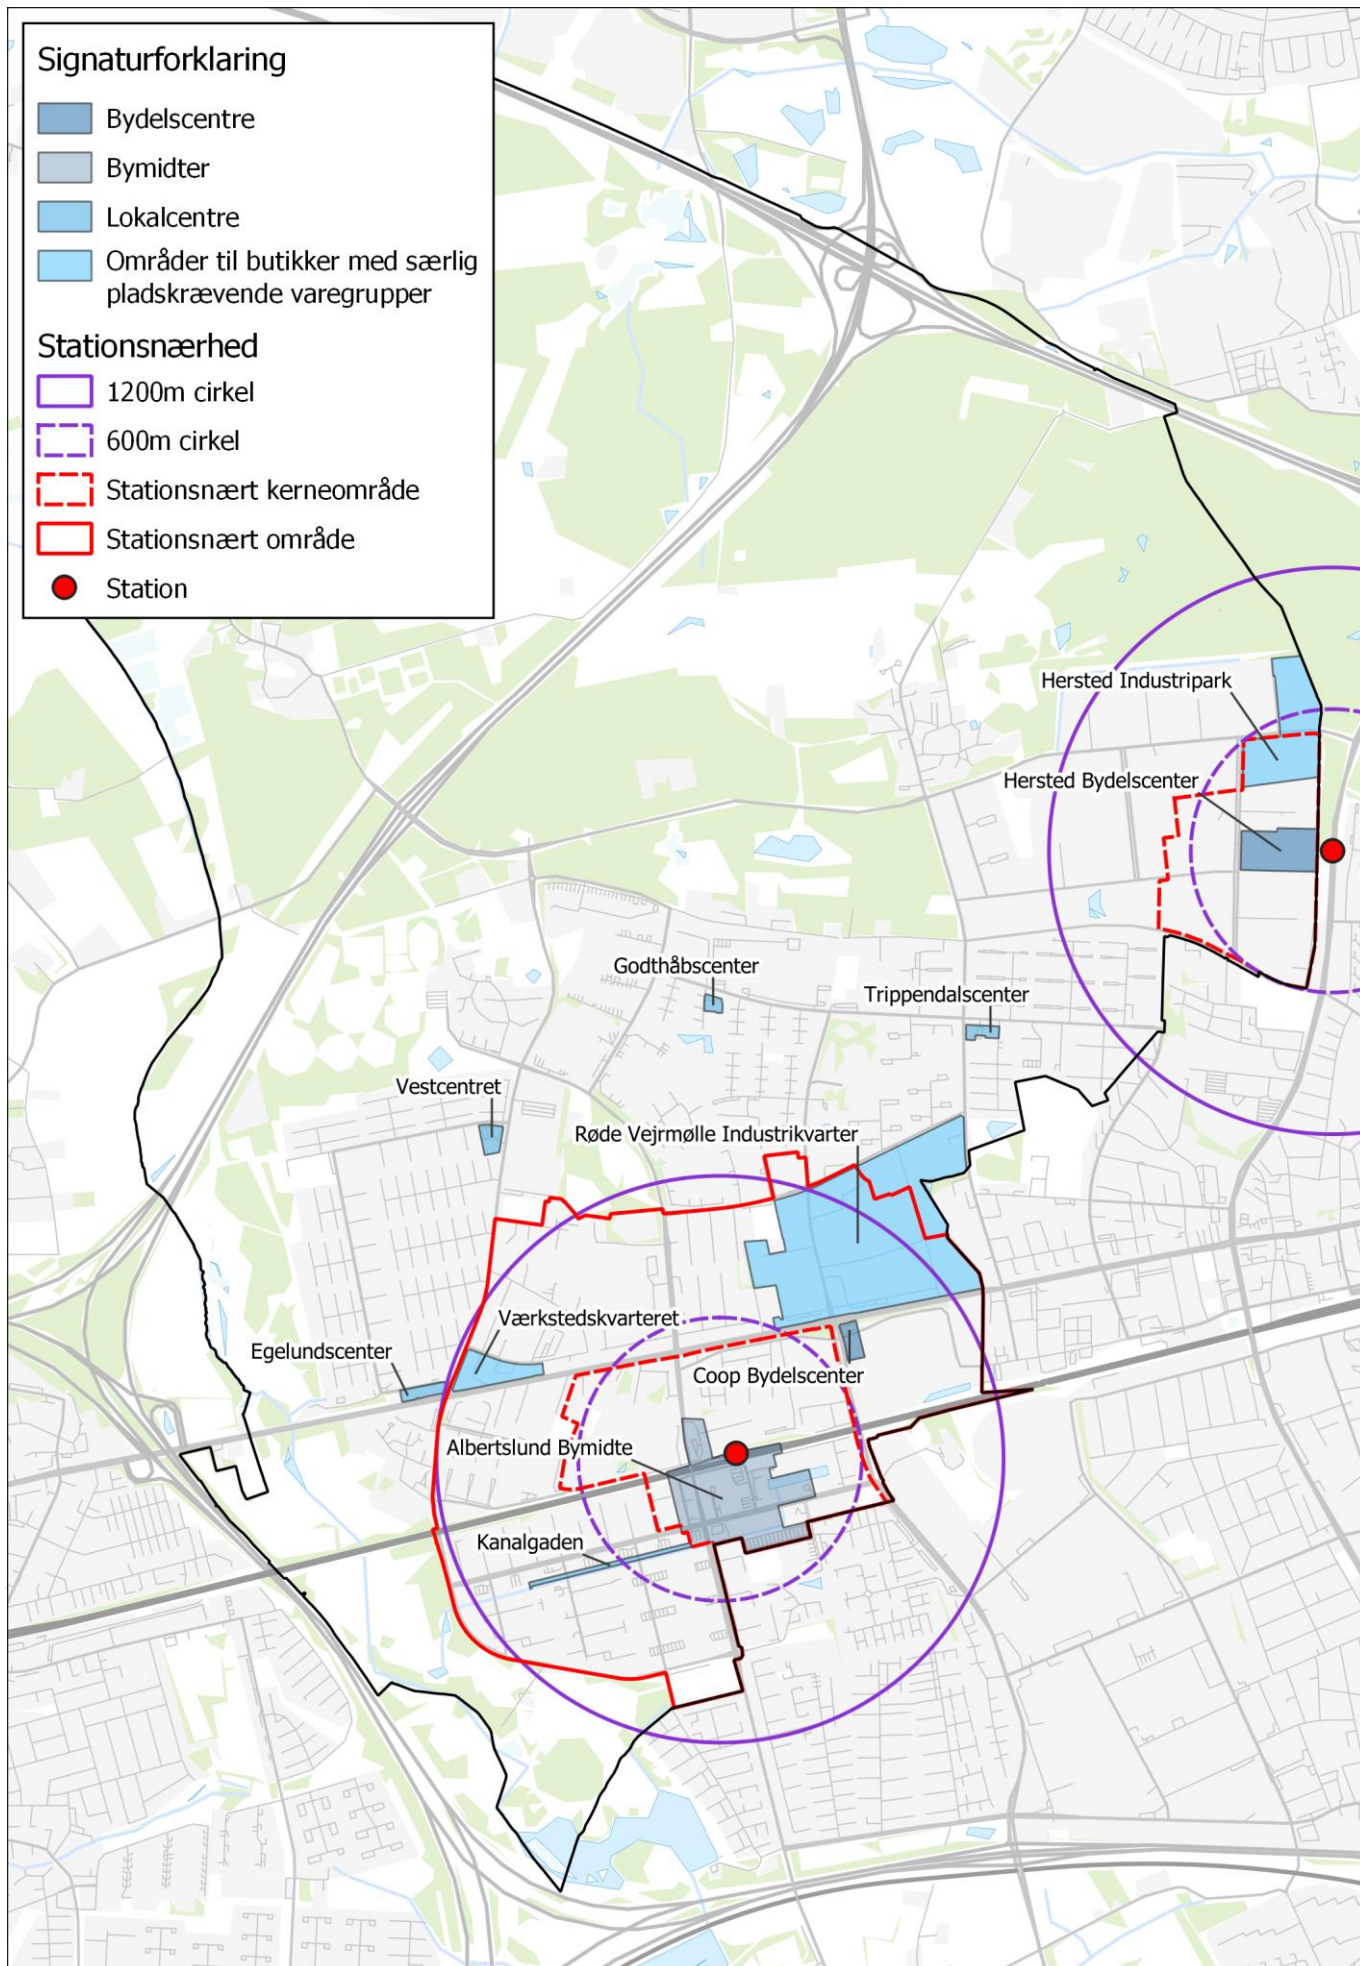 Signaturforklaring
Bydelscentre
Bymidter
Lokalcentre
Områder til butikker med særlig
pladskrævende varegrupper
Stationsnærhed
1200m cirkel
600m cirkel
Stationsnært kerneområde
Stationsnært område
Station
Hersted Industripark
Hersted Bydelscenter
Godthåbscenter
Trippendalscenter
Vestcentret
Røde Vejrmølle Industrikvarter
Værkstedskvarteret
Egelundscenter
Coop Bydelscenter
Albertslund Bymidte
Kanalgaden